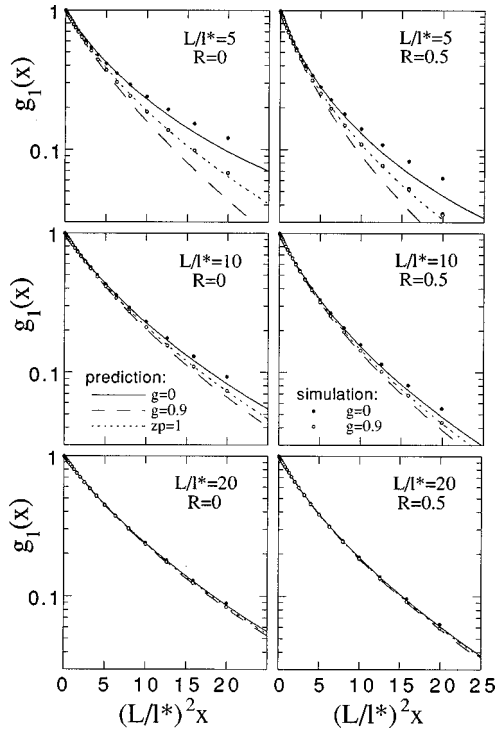 1
0.1
g₁(x)
L/l*=5
R=0
L/l*=5
R=0.5
1
0.1
g₁(x)
L/l*=10
R=0
prediction:
g=0
g=0.9
zp=1
L/l*=10
R=0.5
simulation:
g=0
g=0.9
1
0.1
g₁(x)
L/l*=20
R=0
L/l*=20
R=0.5
0 5 10 15 20 0 5 10 15 20 25
(L/l*)²x (L/l*)²x